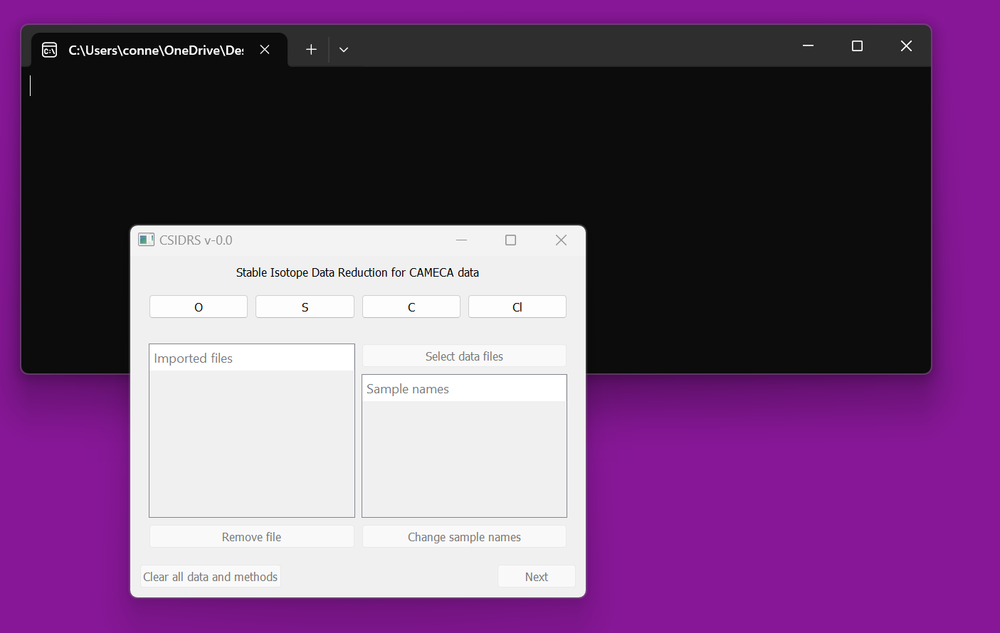 C:\Users\conne\OneDrive\Des
CSIDRS v-0.0
Stable Isotope Data Reduction for CAMECA data
O S C Cl
Imported files
Select data files
Sample names
Remove file
Change sample names
Clear all data and methods
Next